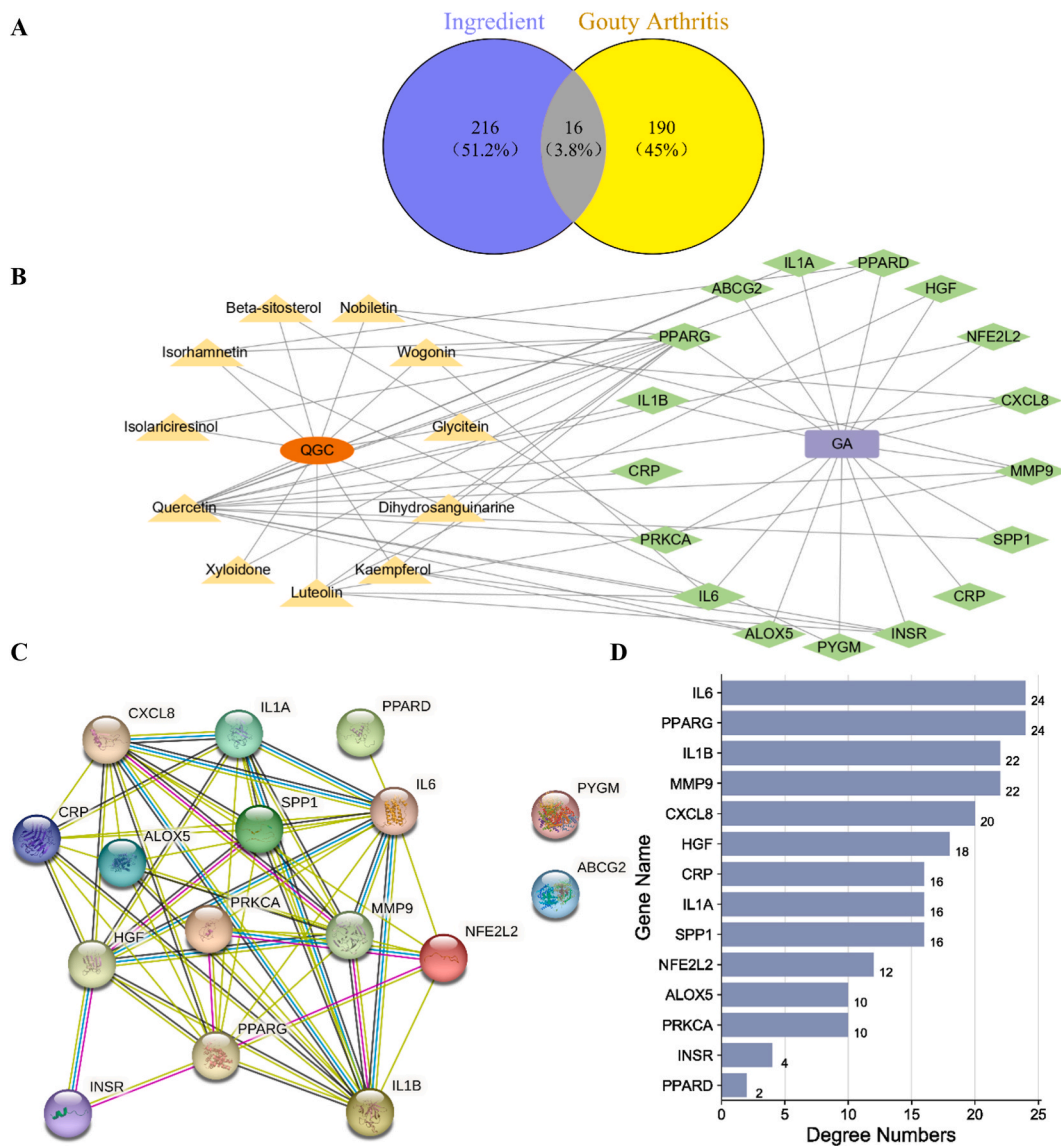 A
Ingredient
Gouty Arthritis
216
(51.2%)
16
(3.8%)
190
(45%)
B
Beta-sitosterol
Nobiletin
Isorhamnetin
Wogonin
Isolariciresinol
Glycitein
QGC
Quercetin
Dihydrosanguinarine
Xyloidone
Luteolin
Kaempferol
ABCG2
IL1A
PPARD
HGF
PPARG
NFE2L2
IL1B
CXCL8
GA
CRP
MMP9
PRKCA
SPP1
IL6
CRP
ALOX5
PYGM
INSR
C
CXCL8
IL1A
PPARD
IL6
CRP
ALOX5
SPP1
PYGM
ABCG2
PRKCA
MMP9
NFE2L2
HGF
PPARG
INSR
IL1B
D
Gene Name
IL6 24
PPARG 24
IL1B 22
MMP9 22
CXCL8 20
HGF 18
CRP 16
IL1A 16
SPP1 16
NFE2L2 12
ALOX5 10
PRKCA 10
INSR 4
PPARD 2
0 5 10 15 20 25
Degree Numbers